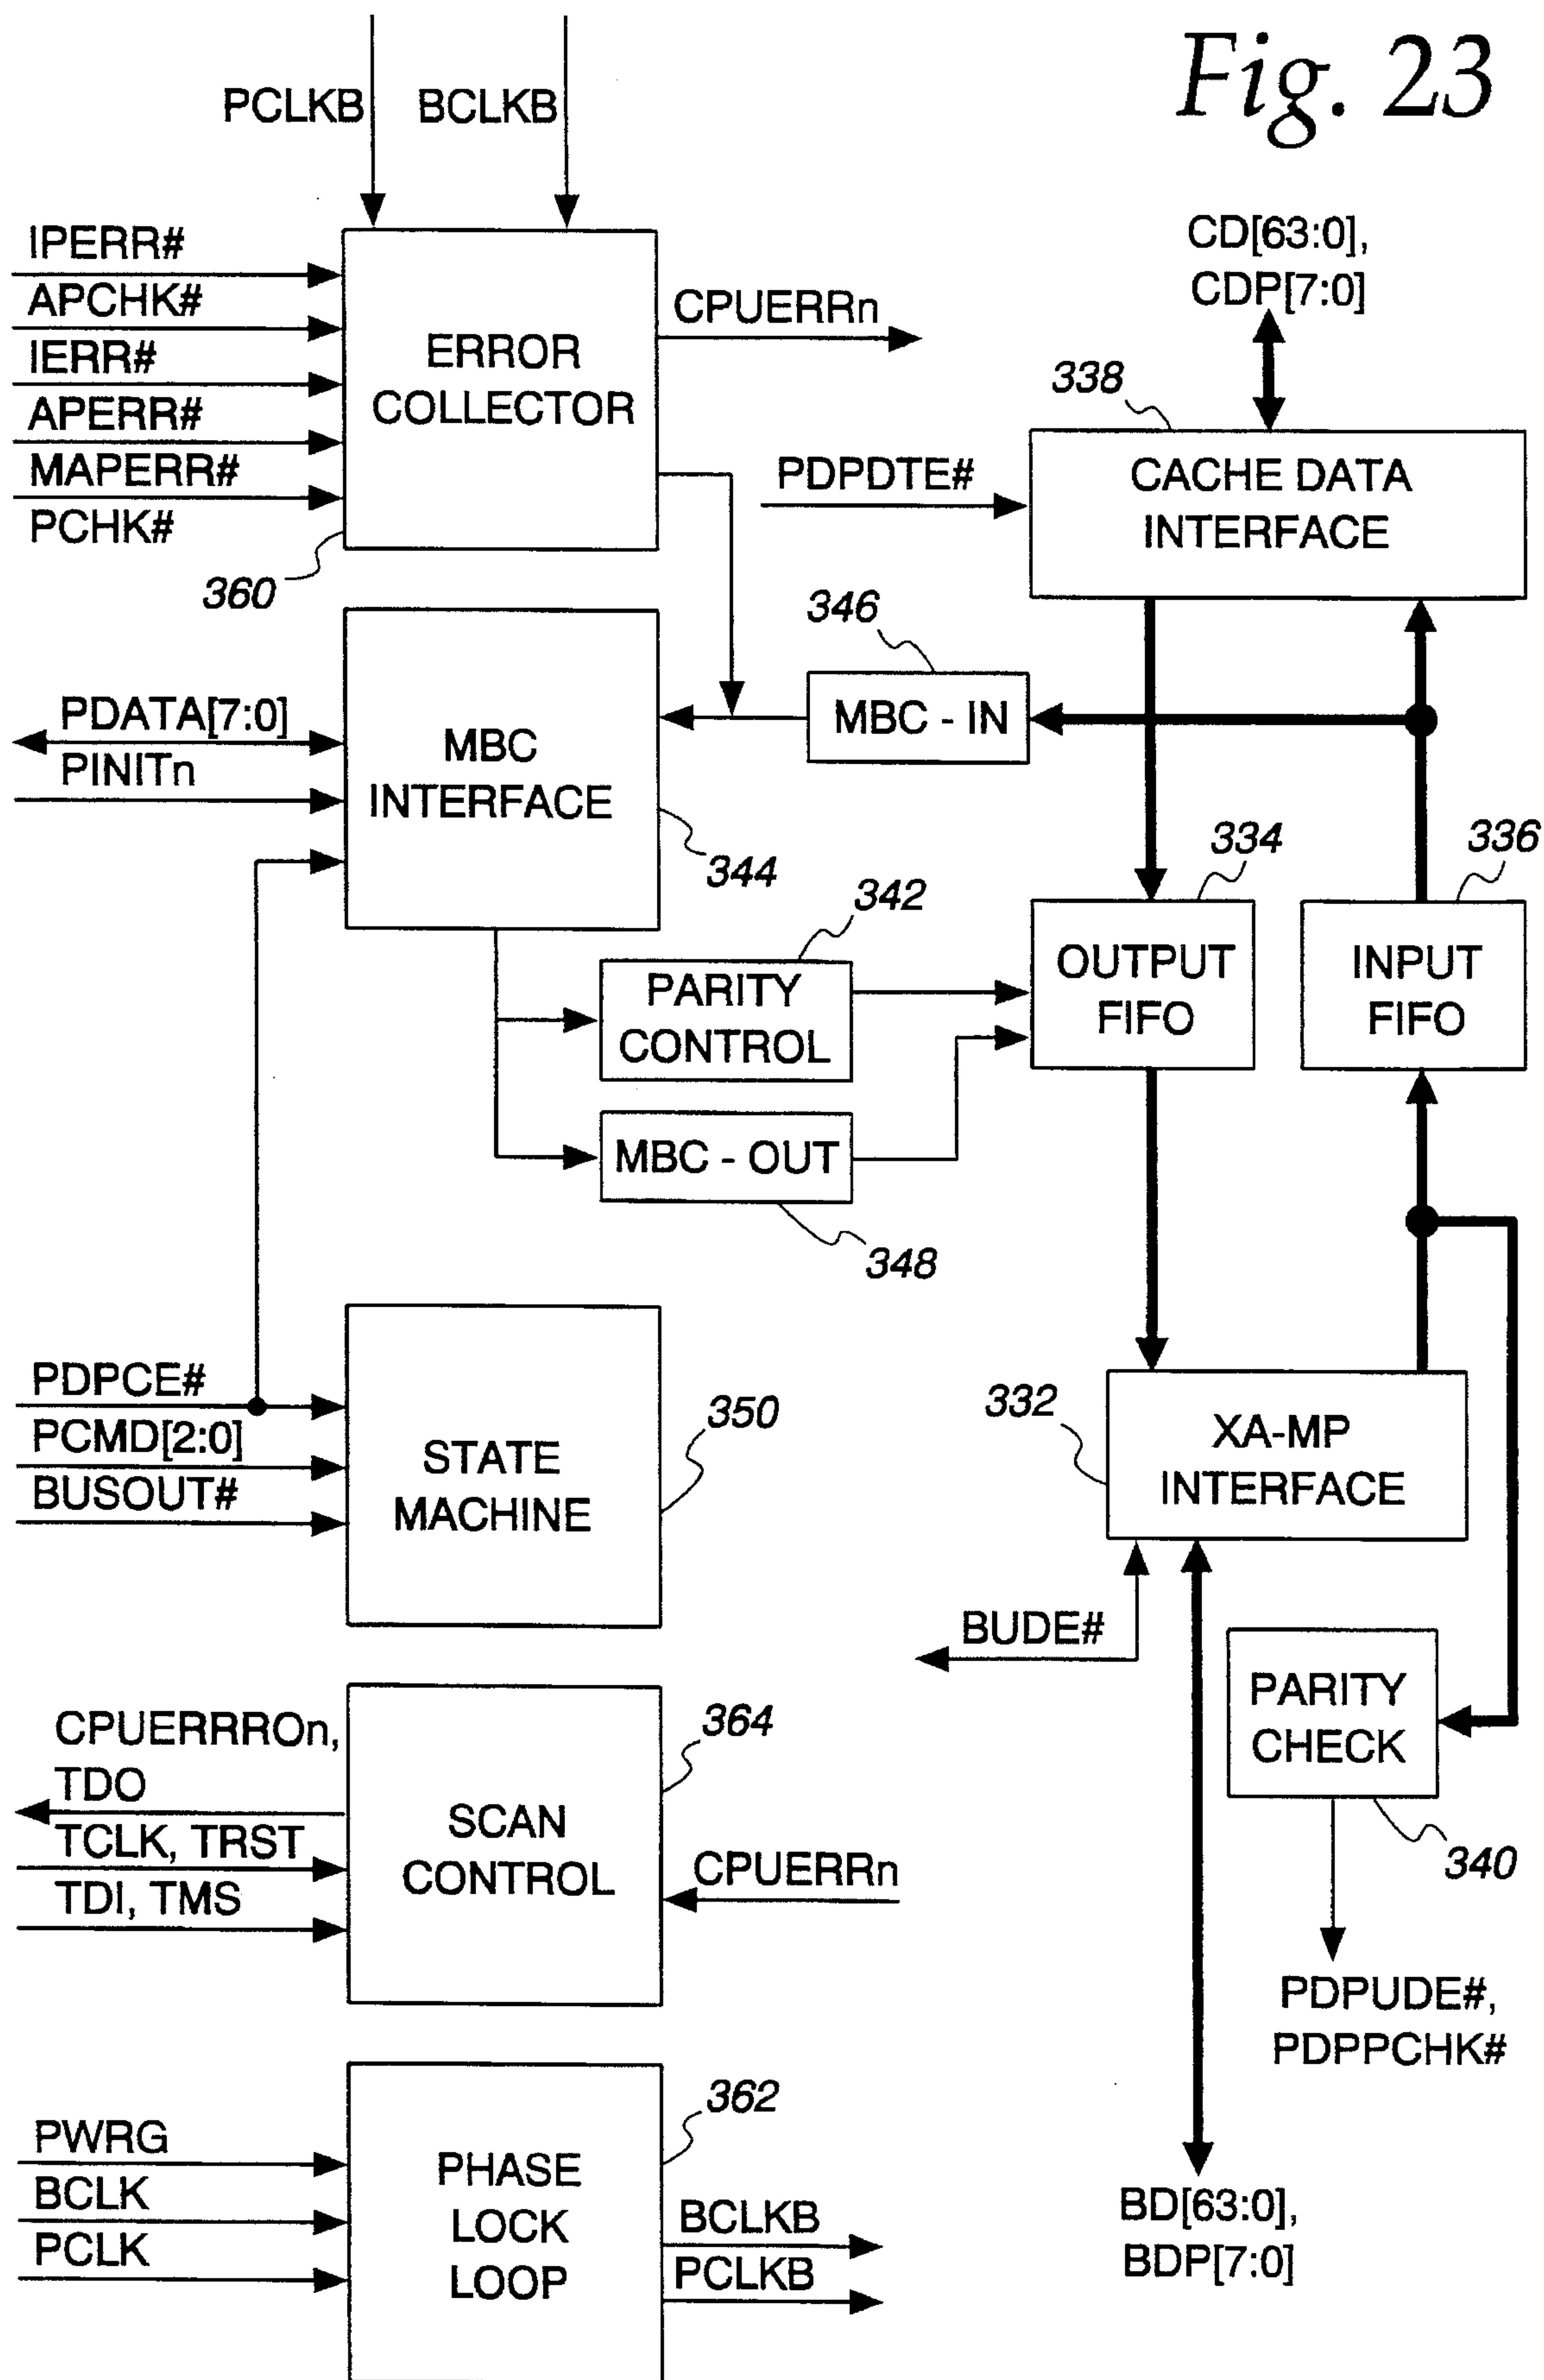 Fig. 23
PCLKB
BCLKB
IPERR#
APCHK#
IERR#
APERR#
MAPERR#
PCHK#
ERROR
COLLECTOR
360
CPUERRn
CD[63:0],
CDP[7:0]
338
PDPDTE#
CACHE DATA
INTERFACE
346
MBC - IN
PDATA[7:0]
PINITn
MBC
INTERFACE
344
342
PARITY
CONTROL
MBC - OUT
348
334
OUTPUT
FIFO
336
INPUT
FIFO
PDPCE#
PCMD[2:0]
BUSOUT#
STATE
MACHINE
350
332
XA-MP
INTERFACE
BUDE#
PARITY
CHECK
340
PDPUDE#,
PDPPCHK#
CPUERRROn,
TDO
TCLK, TRST
TDI, TMS
SCAN
CONTROL
364
CPUERRn
PWRG
BCLK
PCLK
PHASE
LOCK
LOOP
362
BCLKB
PCLKB
BD[63:0],
BDP[7:0]